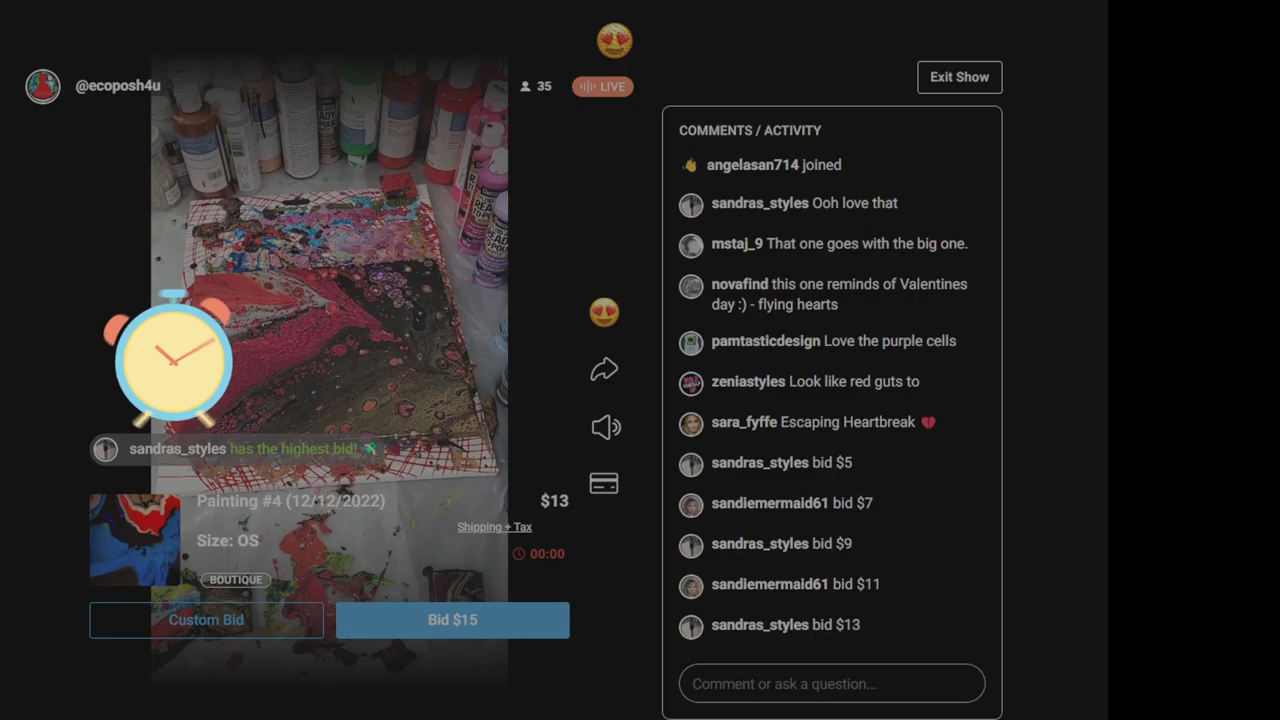 @ecoposh4u
35
LIVE
Exit Show
COMMENTS / ACTIVITY
angelasan714 joined
sandras_styles Ooh love that
mstaj_9 That one goes with the big one.
novafind this one reminds of Valentines
day :) - flying hearts
pamtasticdesign Love the purple cells
zeniastyles Look like red guts to
sara_fyffe Escaping Heartbreak 💔
sandras_styles bid $5
sandiemermaid61 bid $7
sandras_styles bid $9
sandiemermaid61 bid $11
sandras_styles bid $13
Comment or ask a question...
sandras_styles has the highest bid!
Painting #4 (12/12/2022)
$13
Shipping + Tax
Size: OS
00:00
BOUTIQUE
Custom Bid
Bid $15